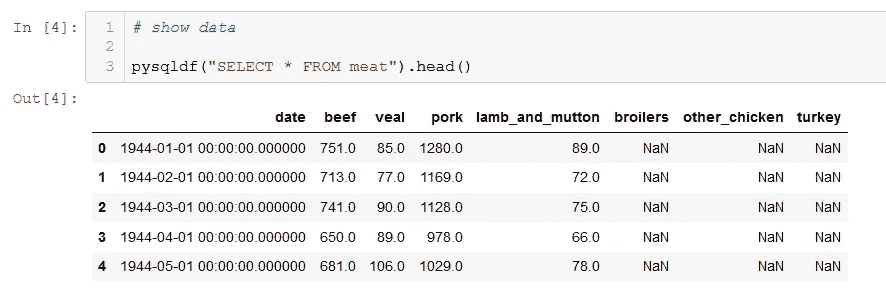 In [4]:
1 # show data
2
3 pysqldf("SELECT * FROM meat").head()
Out[4]:
date beef veal pork lamb_and_mutton broilers other_chicken turkey
0 1944-01-01 00:00:00.000000 751.0 85.0 1280.0 89.0 NaN NaN NaN
1 1944-02-01 00:00:00.000000 713.0 77.0 1169.0 72.0 NaN NaN NaN
2 1944-03-01 00:00:00.000000 741.0 90.0 1128.0 75.0 NaN NaN NaN
3 1944-04-01 00:00:00.000000 650.0 89.0 978.0 66.0 NaN NaN NaN
4 1944-05-01 00:00:00.000000 681.0 106.0 1029.0 78.0 NaN NaN NaN